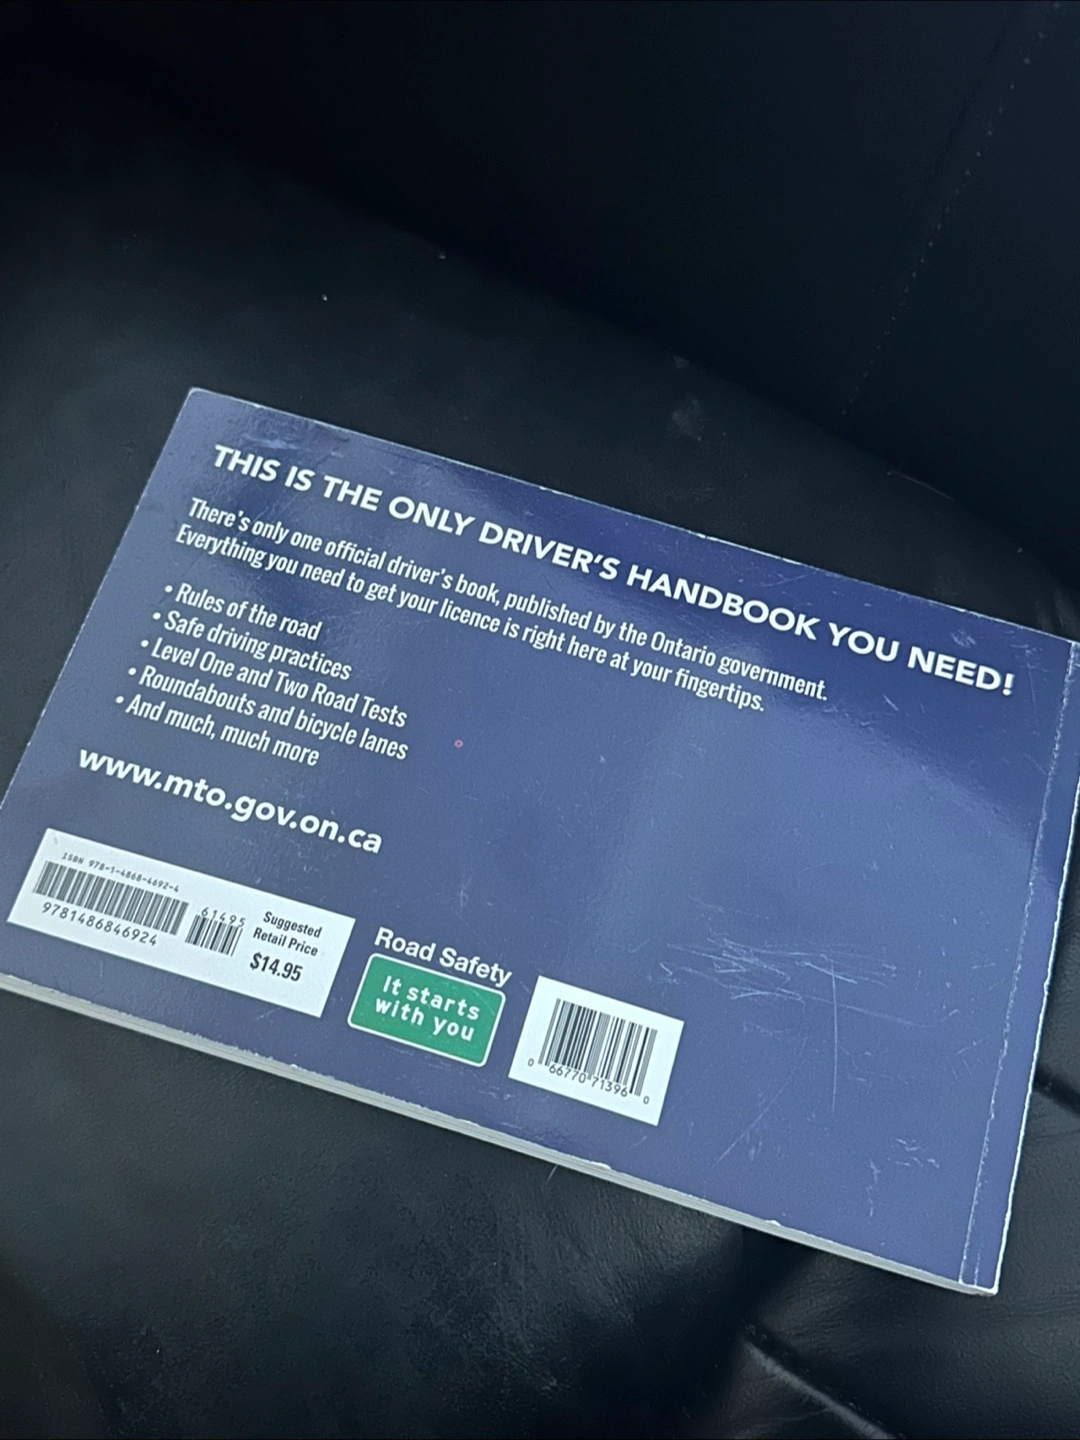 THIS IS THE ONLY DRIVER'S HANDBOOK YOU NEED!
There's only one official driver's book, published by the Ontario government.
Everything you need to get your licence is right here at your fingertips.
• Rules of the road
• Safe driving practices
• Level One and Two Road Tests
• Roundabouts and bicycle lanes
• And much, much more
www.mto.gov.on.ca
ISBN 978-1-4868-4692-4
9781486846924
61495
Suggested
Retail Price
$14.95
Road Safety
It starts
with you
0 66770 71396 0